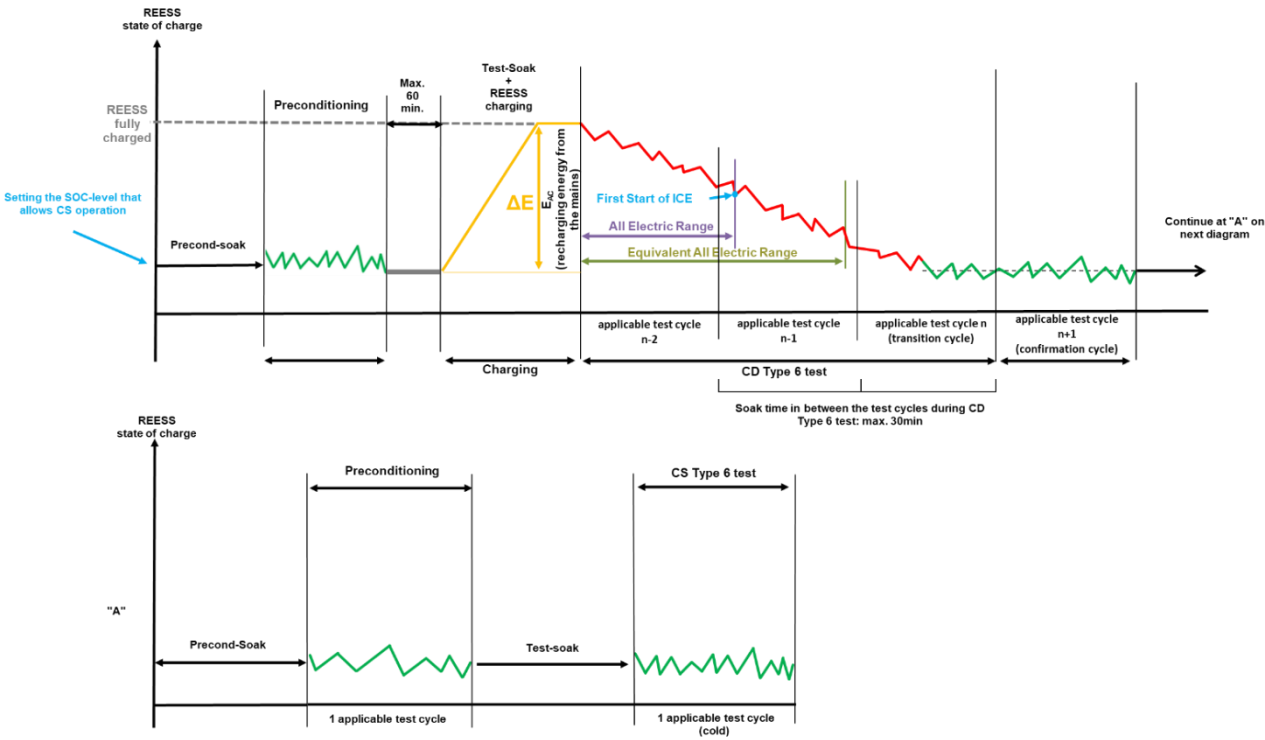 REESS
state of charge
Test-Soak
+
REESS
charging
Max.
60
min.
Preconditioning
REESS
fully
charged
EAC
(recharging energy from
the mains)
Setting the SOC-level that
allows CS operation
ΔE
First Start of ICE
All Electric Range
Equivalent All Electric Range
Precond-soak
Continue at "A" on
next diagram
applicable test cycle
n-2
applicable test cycle
n-1
applicable test cycle n
(transition cycle)
applicable test cycle
n+1
(confirmation cycle)
Charging
CD Type 6 test
Soak time in between the test cycles during CD
Type 6 test: max. 30min
REESS
state of charge
Preconditioning
CS Type 6 test
"A"
Precond-Soak
Test-soak
1 applicable test cycle
1 applicable test cycle
(cold)